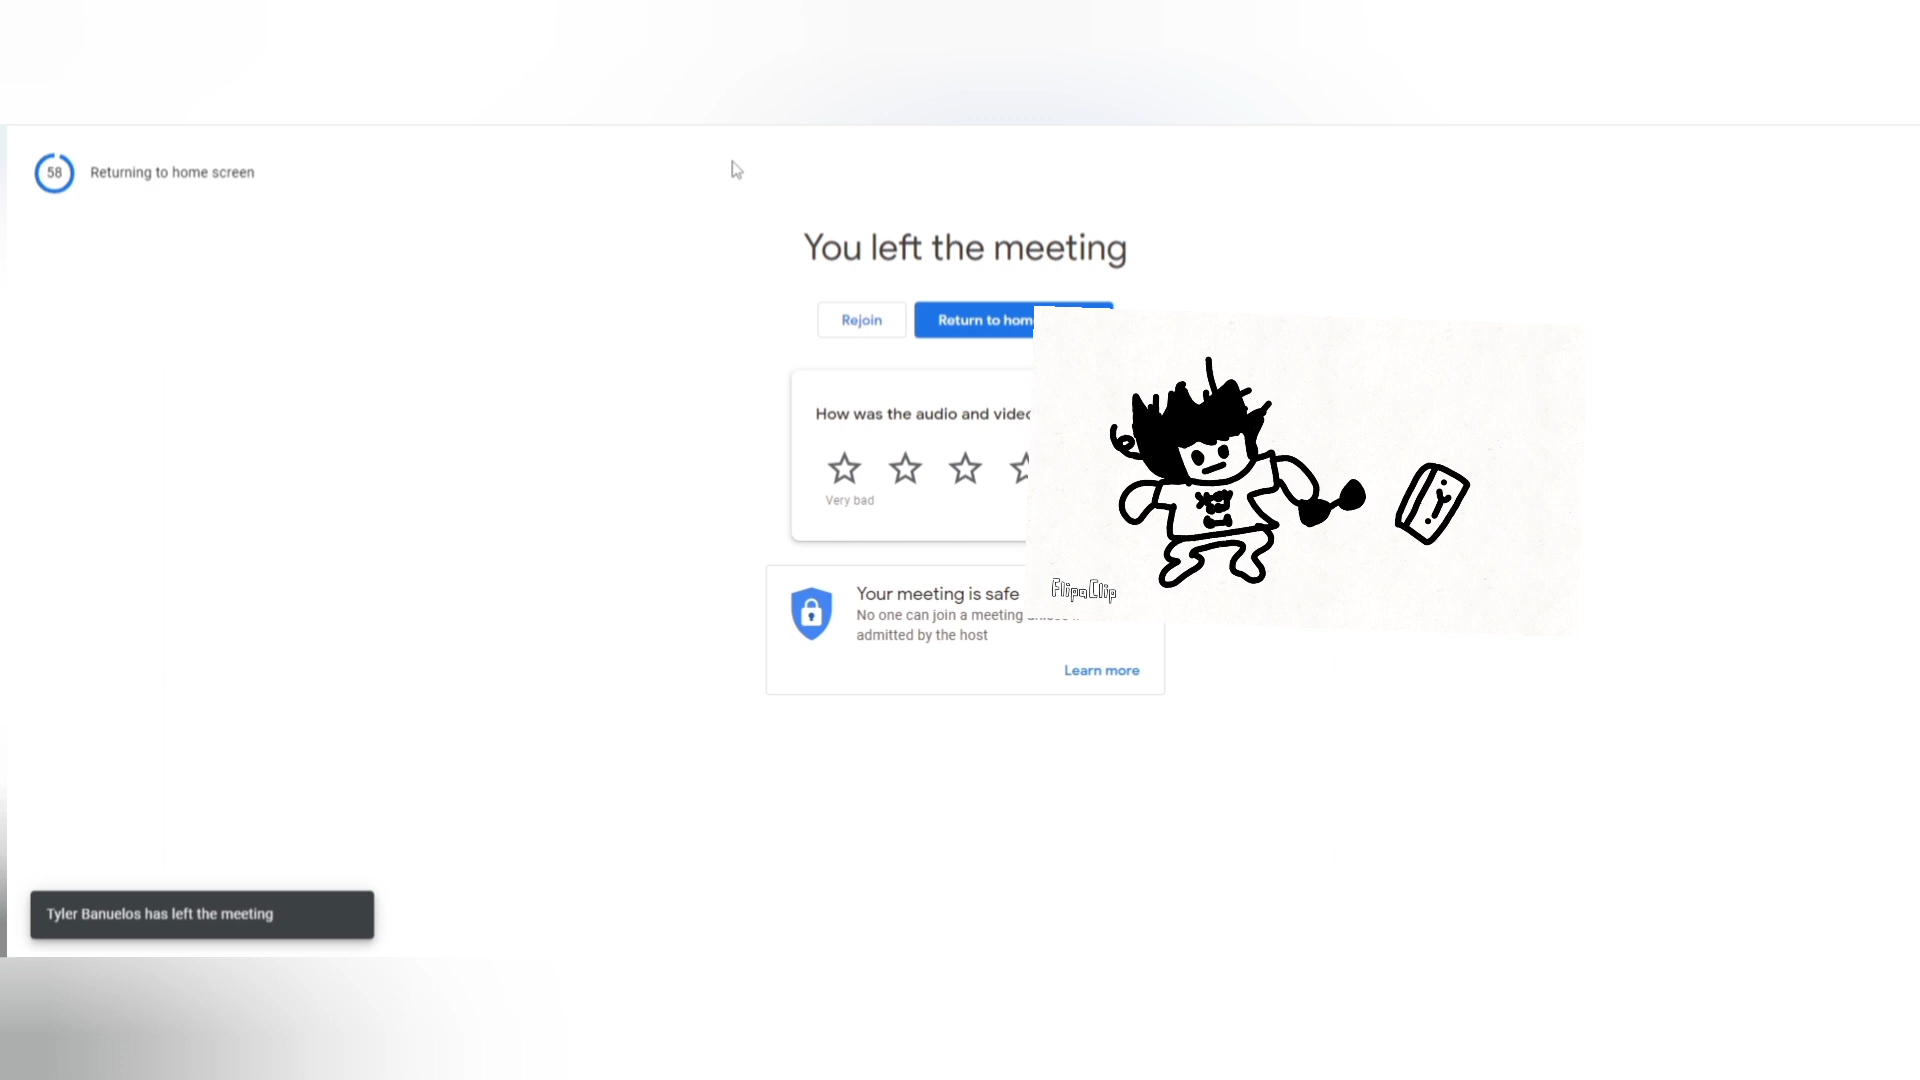 58
Returning to home screen
You left the meeting
Rejoin
Return to hom
How was the audio and video
Very bad
Your meeting is safe
No one can join a meeting
admitted by the host
Learn more
FlipaClip
Y
Tyler Banuelos has left the meeting